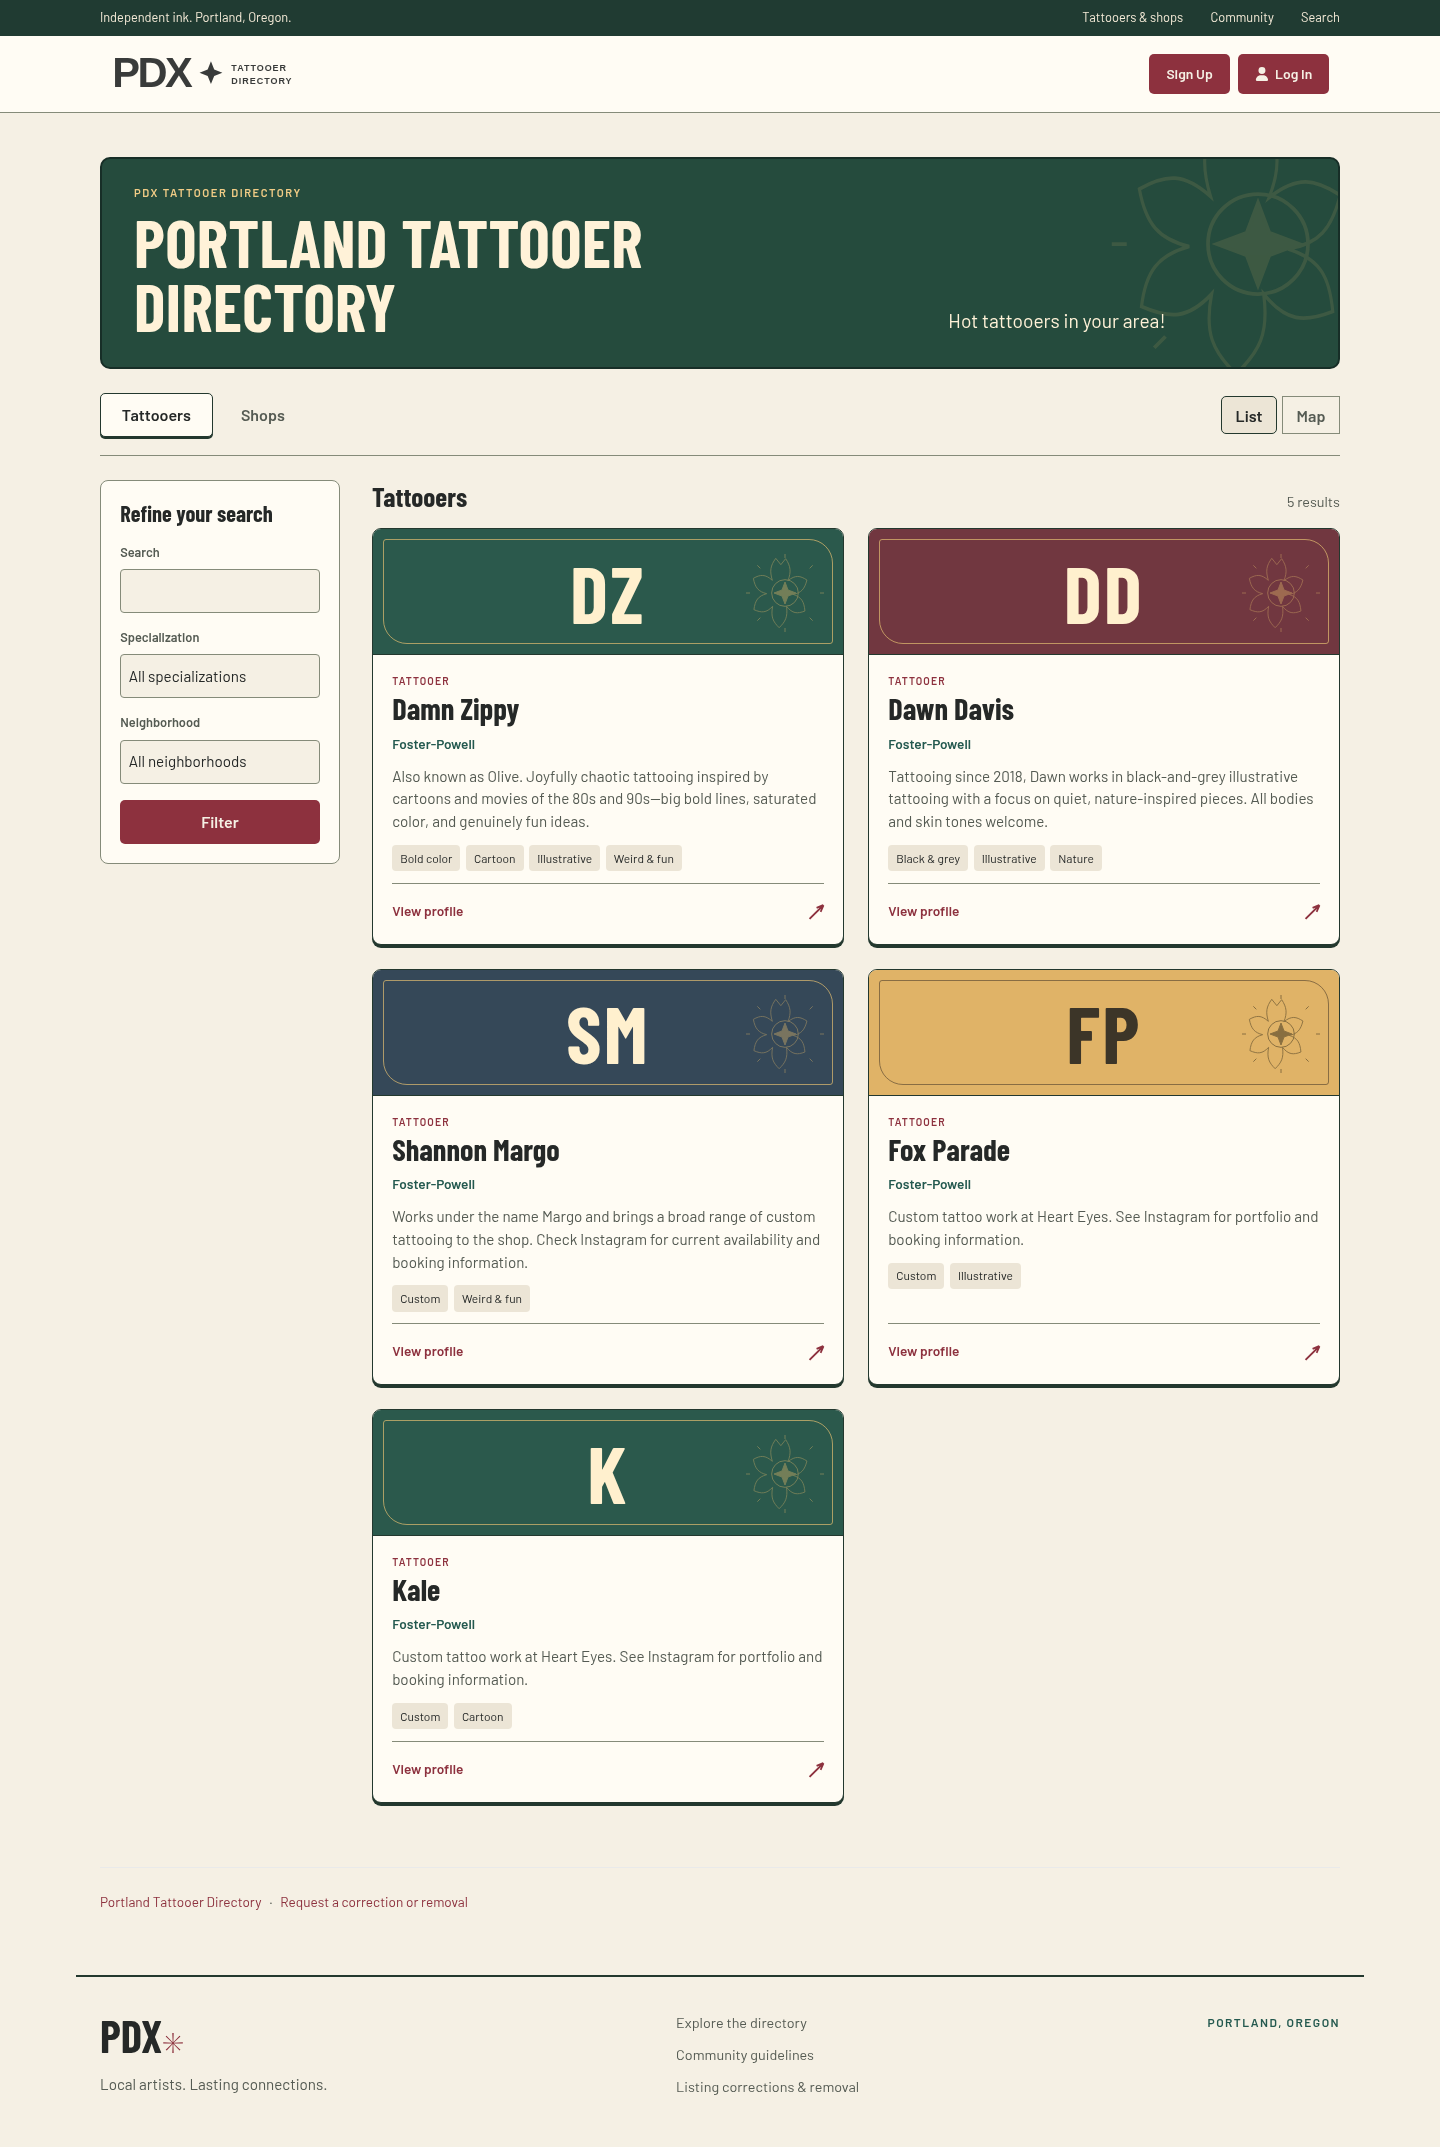 Independent ink. Portland, Oregon.
Tattooers & shops
Community
Search
PDX
TATTOOER
DIRECTORY
Sign Up
Log In
PDX TATTOOER DIRECTORY
PORTLAND TATTOOER
DIRECTORY
Hot tattooers in your area!
Tattooers
Shops
List
Map
Refine your search
Search
Specialization
All specializations
Neighborhood
All neighborhoods
Filter
Tattooers
5 results
DZ
TATTOOER
Damn Zippy
Foster-Powell
Also known as Olive. Joyfully chaotic tattooing inspired by
cartoons and movies of the 80s and 90s—big bold lines, saturated
color, and genuinely fun ideas.
Bold color
Cartoon
Illustrative
Weird & fun
View profile
DD
TATTOOER
Dawn Davis
Foster-Powell
Tattooing since 2018, Dawn works in black-and-grey illustrative
tattooing with a focus on quiet, nature-inspired pieces. All bodies
and skin tones welcome.
Black & grey
Illustrative
Nature
View profile
SM
TATTOOER
Shannon Margo
Foster-Powell
Works under the name Margo and brings a broad range of custom
tattooing to the shop. Check Instagram for current availability and
booking information.
Custom
Weird & fun
View profile
FP
TATTOOER
Fox Parade
Foster-Powell
Custom tattoo work at Heart Eyes. See Instagram for portfolio and
booking information.
Custom
Illustrative
View profile
K
TATTOOER
Kale
Foster-Powell
Custom tattoo work at Heart Eyes. See Instagram for portfolio and
booking information.
Custom
Cartoon
View profile
Portland Tattooer Directory · Request a correction or removal
PDX
Local artists. Lasting connections.
Explore the directory
Community guidelines
Listing corrections & removal
PORTLAND, OREGON